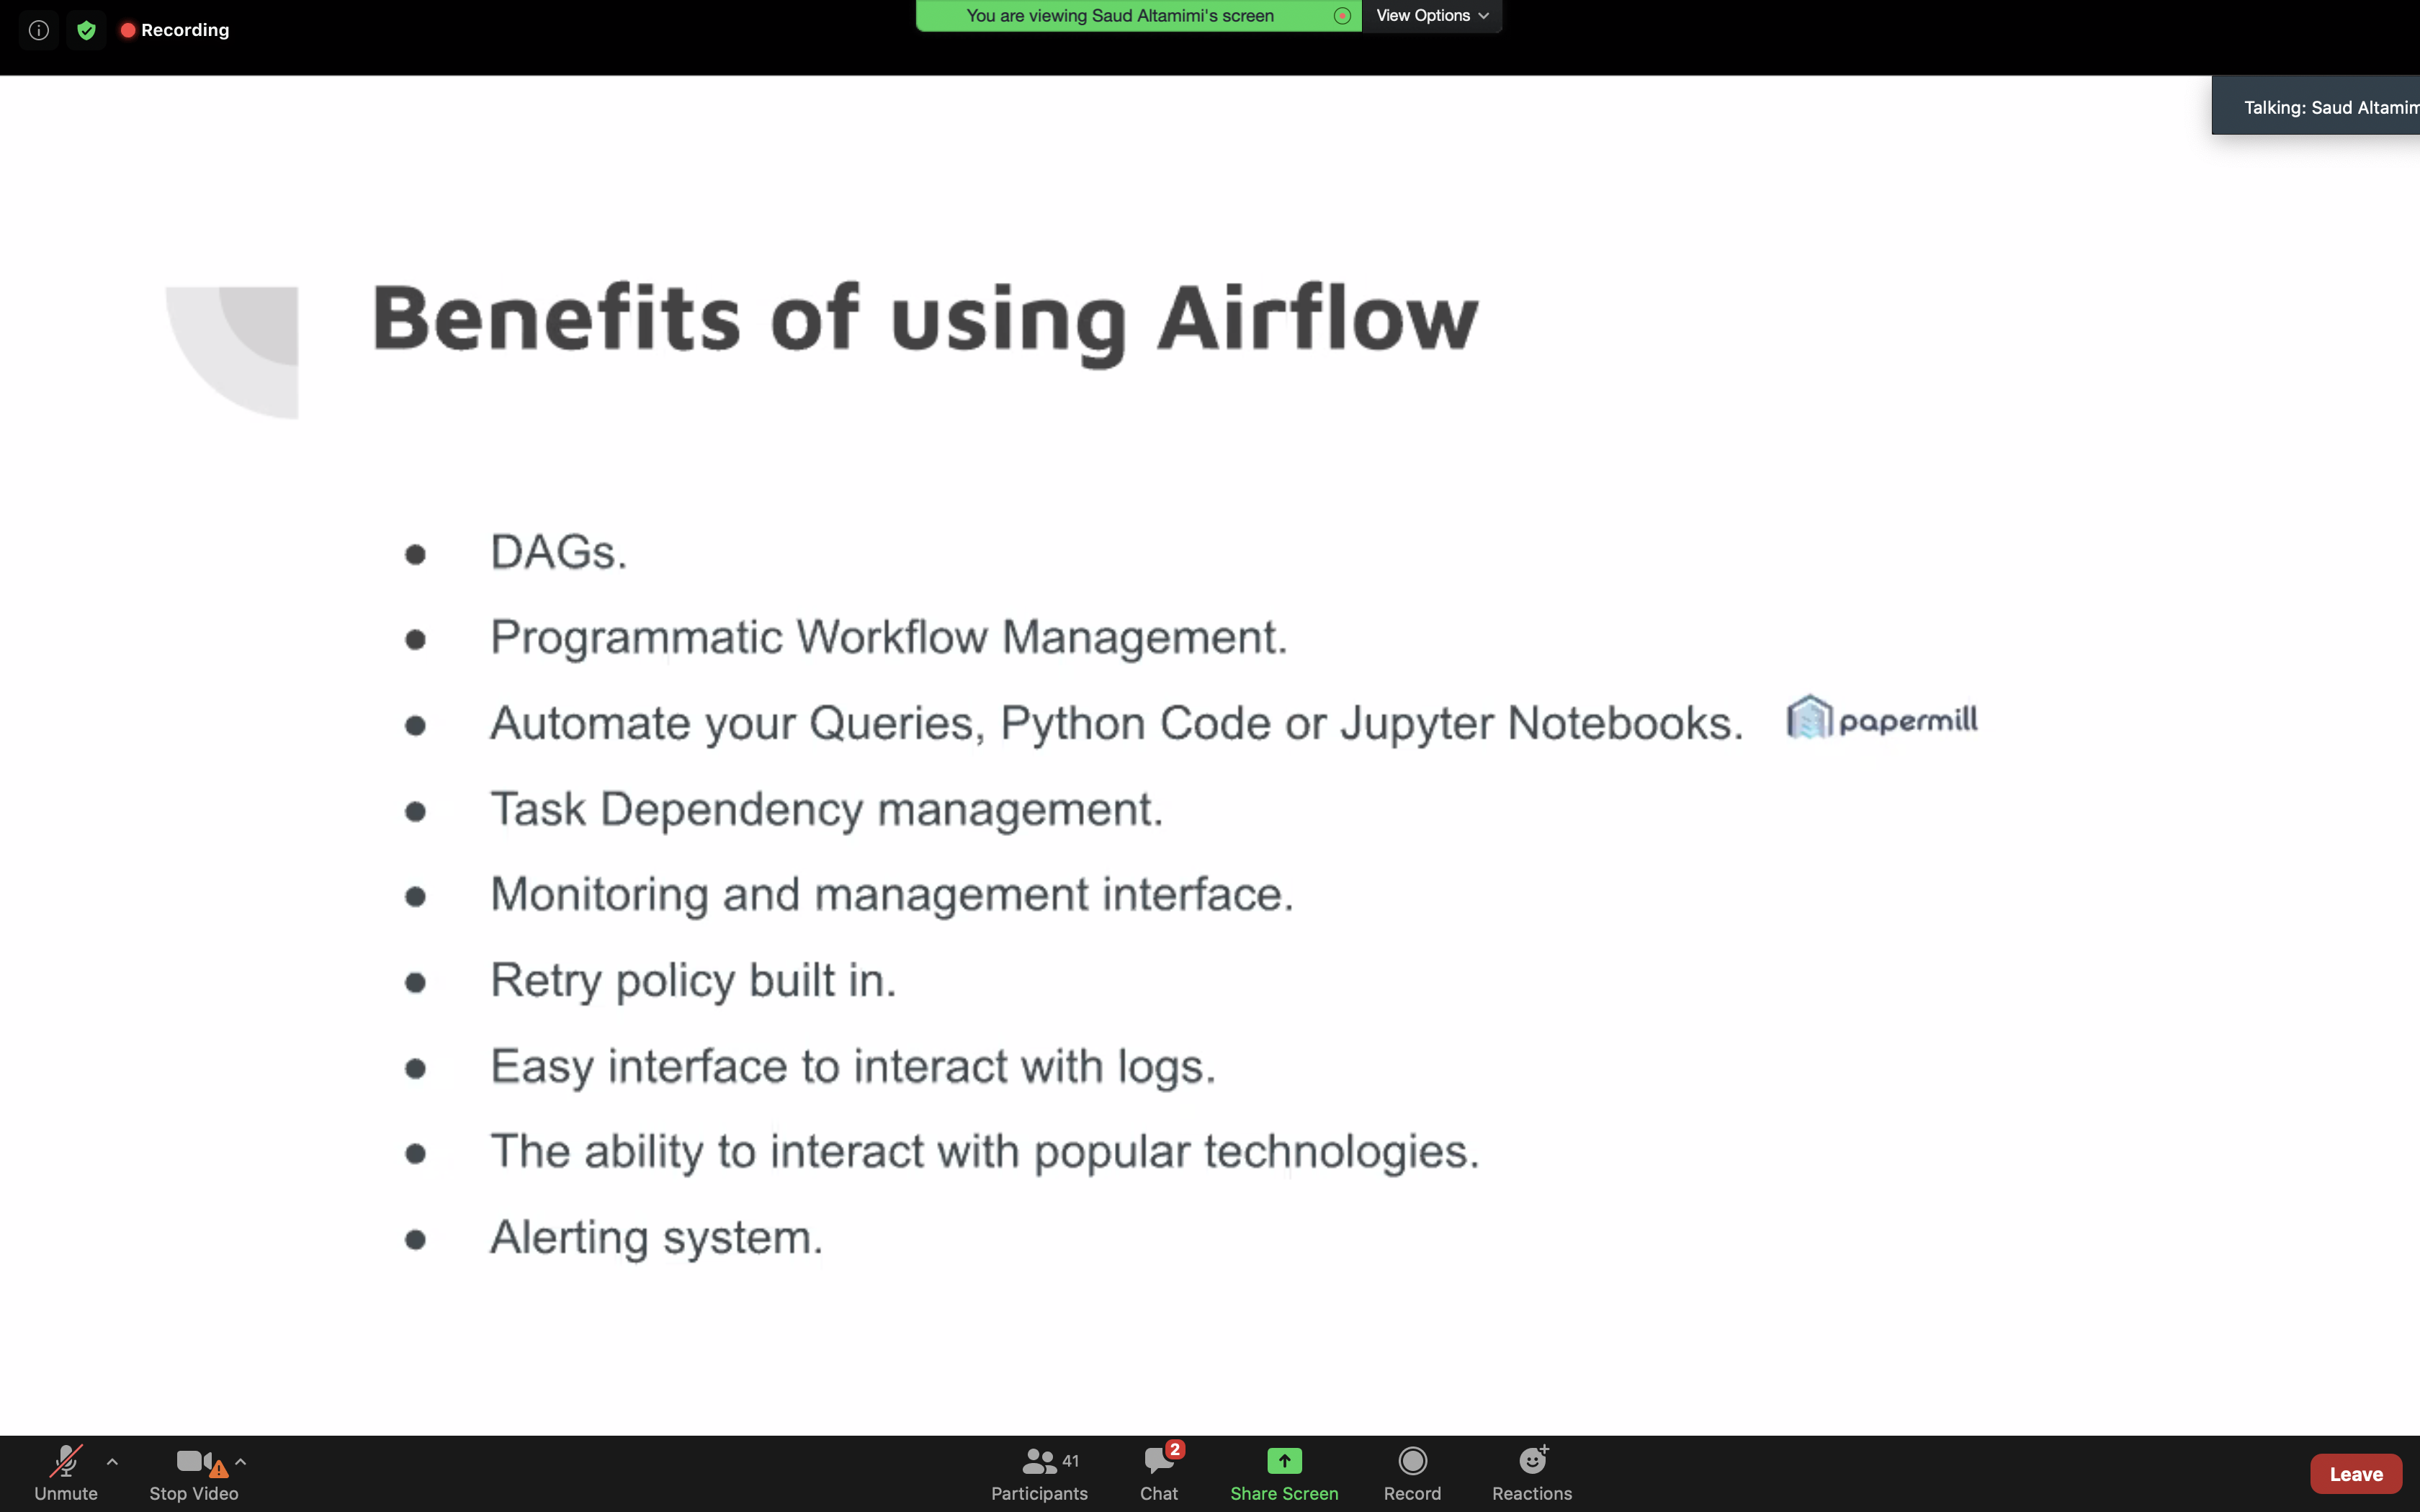 Recording
You are viewing Saud Altamimi's screen
View Options
Talking: Saud Altamim
Benefits of using Airflow
● DAGs.
● Programmatic Workflow Management.
● Automate your Queries, Python Code or Jupyter Notebooks. papermill
● Task Dependency management.
● Monitoring and management interface.
● Retry policy built in.
● Easy interface to interact with logs.
● The ability to interact with popular technologies.
● Alerting system.
Unmute
Stop Video
41
Participants
2
Chat
Share Screen
Record
Reactions
Leave